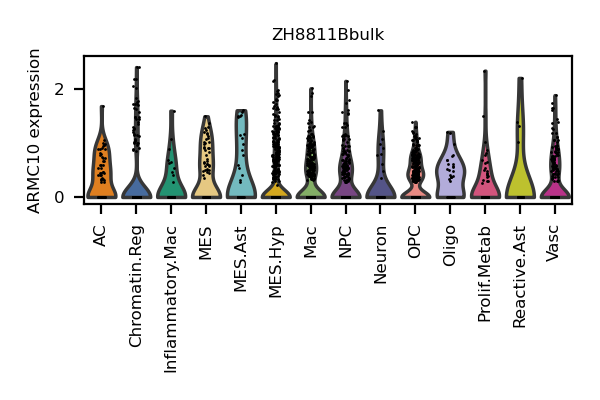 ZH8811Bbulk
ARMC10 expression
2
0
AC
Chromatin.Reg
Inflammatory.Mac
MES
MES.Ast
MES.Hyp
Mac
NPC
Neuron
OPC
Oligo
Prolif.Metab
Reactive.Ast
Vasc